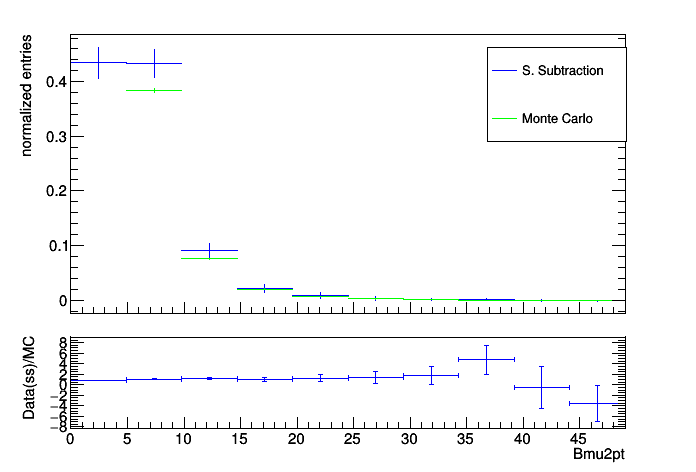 normalized entries
0.4
0.3
0.2
0.1
0
S. Subtraction
Monte Carlo
Data(ss)/MC
8
6
4
2
0
−2
−4
−6
−8
0 5 10 15 20 25 30 35 40 45
Bmu2pt